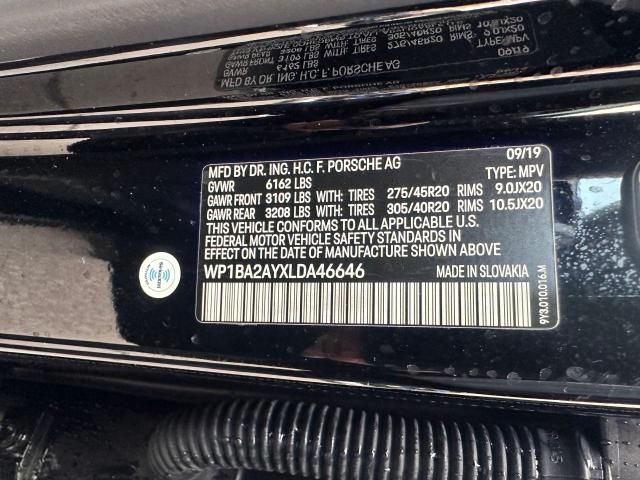 MFD BY DR. ING. H.C. F. PORSCHE AG 09/19
GVWR 6162 LBS TYPE: MPV
GAWR FRONT 3109 LBS WITH: TIRES 275/45R20 RIMS 9.0JX20
GAWR REAR 3208 LBS WITH: TIRES 305/40R20 RIMS 10.5JX20
THIS VEHICLE CONFORMS TO ALL APPLICABLE U.S.
FEDERAL MOTOR VEHICLE SAFETY STANDARDS IN
EFFECT ON THE DATE OF MANUFACTURE SHOWN ABOVE
WP1BA2AYXLDA46646 MADE IN SLOVAKIA
9Y3.010.016.M